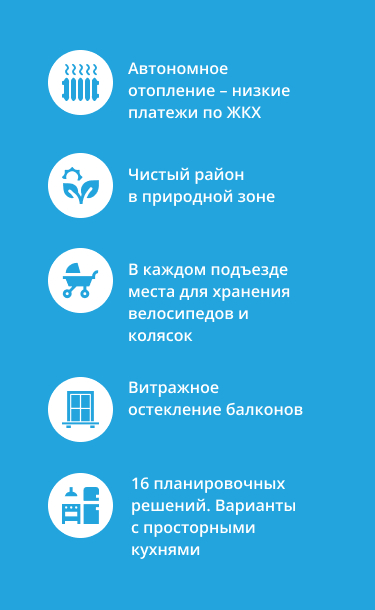 Автономное
отопление – низкие
платежи по ЖКХ
Чистый район
в природной зоне
В каждом подъезде
места для хранения
велосипедов и
колясок
Витражное
остекление балконов
16 планировочных
решений. Варианты
с просторными
кухнями